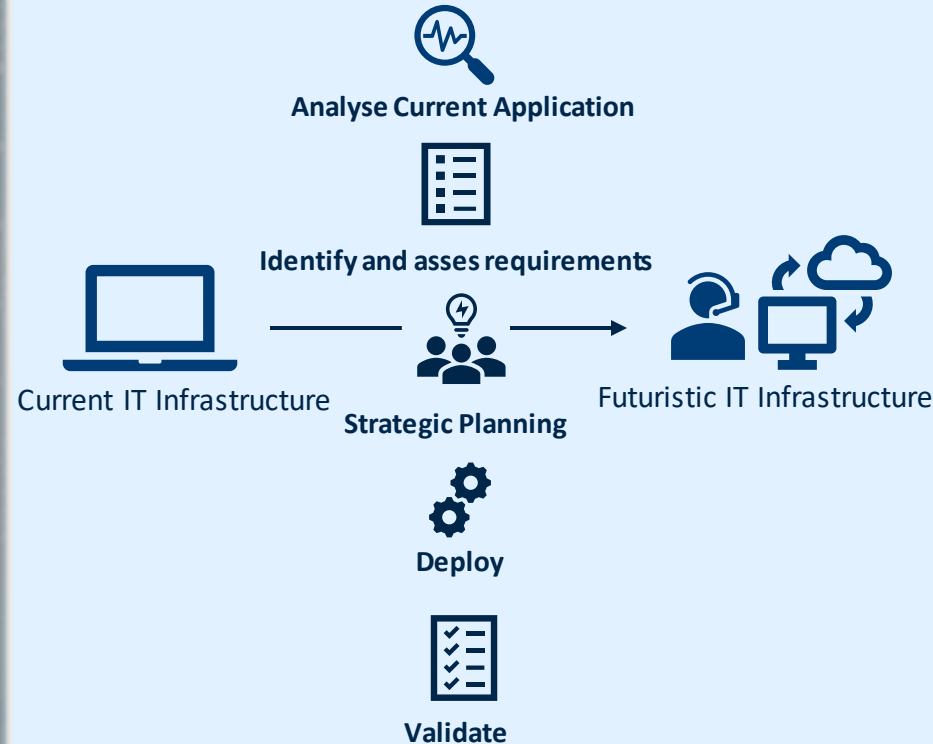 Analyse Current Application
Identify and asses requirements
Current IT Infrastructure
Futuristic IT Infrastructure
Strategic Planning
Deploy
Validate